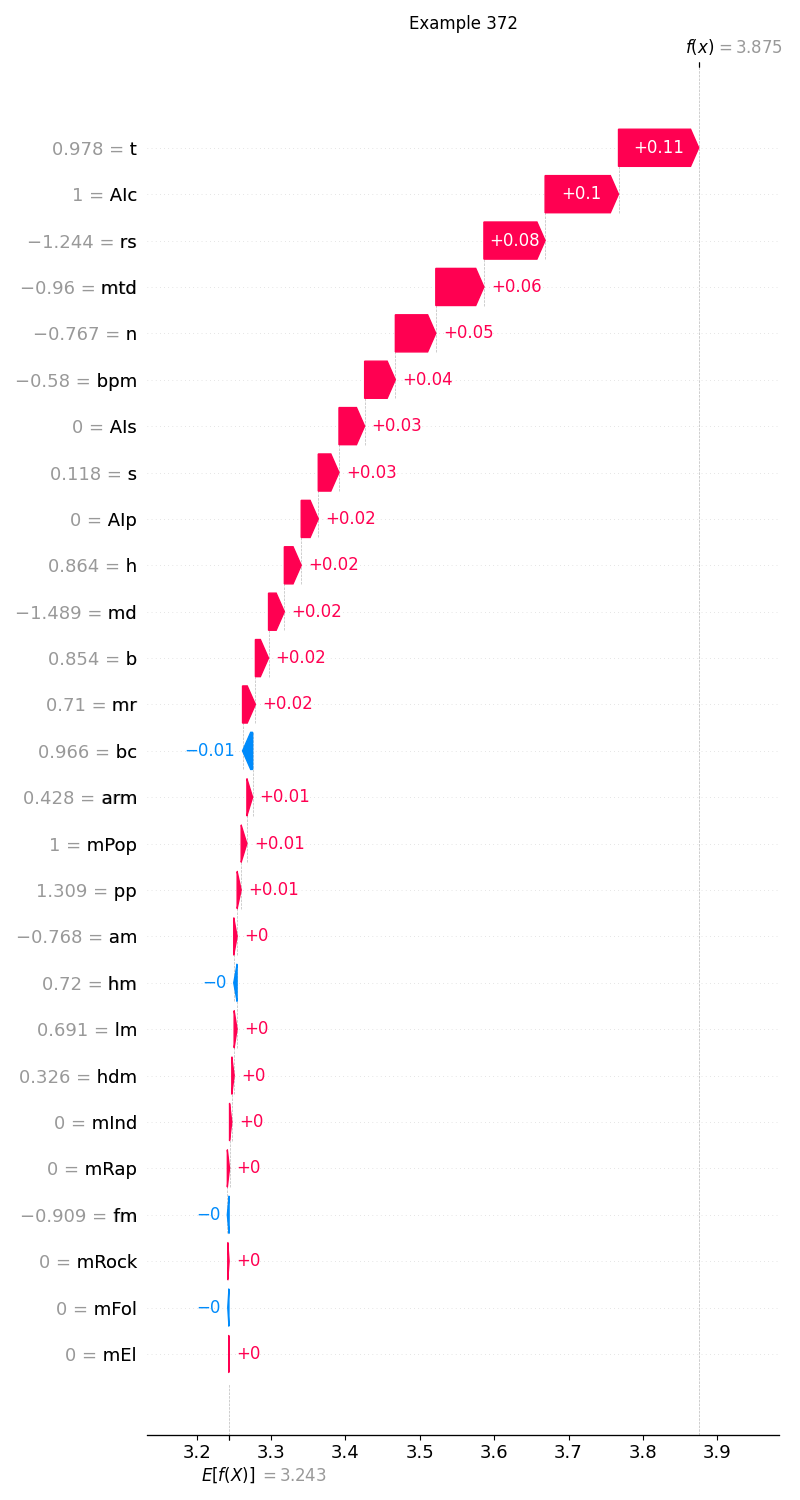 Example 372
f(x) = 3.875
0.978 = t +0.11
1 = AIc +0.1
−1.244 = rs +0.08
−0.96 = mtd +0.06
−0.767 = n +0.05
−0.58 = bpm +0.04
0 = AIs +0.03
0.118 = s +0.03
0 = AIp +0.02
0.864 = h +0.02
−1.489 = md +0.02
0.854 = b +0.02
0.71 = mr +0.02
0.966 = bc −0.01
0.428 = arm +0.01
1 = mPop +0.01
1.309 = pp +0.01
−0.768 = am +0
0.72 = hm −0
0.691 = lm +0
0.326 = hdm +0
0 = mInd +0
0 = mRap +0
−0.909 = fm −0
0 = mRock +0
0 = mFol −0
0 = mEl +0
3.2 3.3 3.4 3.5 3.6 3.7 3.8 3.9
E[f(X)] = 3.243